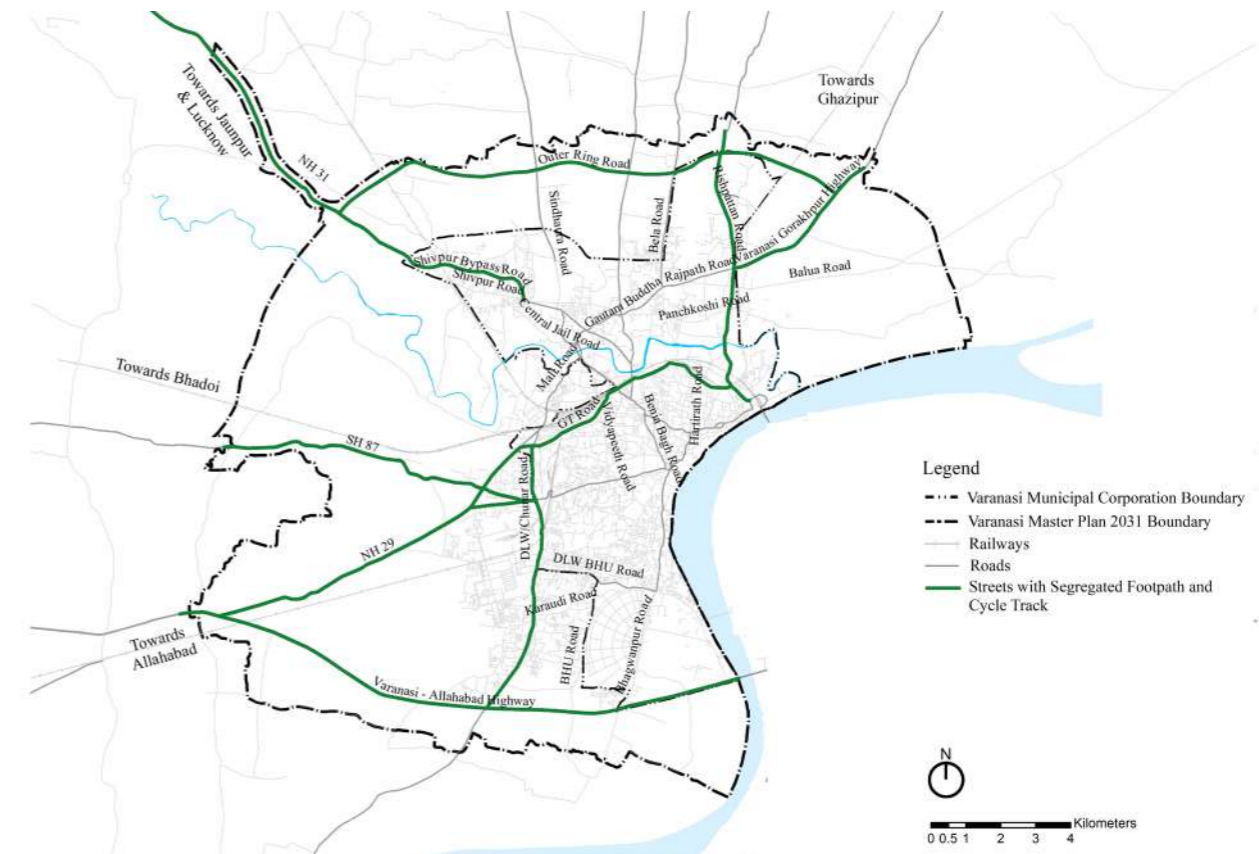 Towards
Ghazipur
Towards Jaunpur
& Lucknow
NH 31
Outer Ring Road
Rishpattan Road
Varanasi Gorakhpur Highway
Sindhaura Road
Bela Road
Shivpur Bypass Road
Shivpur Road
Gautam Buddha Rajpath Road
Balua Road
Panchkoshi Road
Central Jail Road
Mall Road
Towards Bhadoi
GT Road
Vidyapeeth Road
Benia Bagh Road
Hartirath Road
SH 87
DLW/Chunar Road
NH 29
DLW BHU Road
Karaudi Road
BHU Road
Bhagwanpur Road
Towards
Allahabad
Varanasi - Allahabad Highway
Legend
Varanasi Municipal Corporation Boundary
Varanasi Master Plan 2031 Boundary
Railways
Roads
Streets with Segregated Footpath and
Cycle Track
N
Kilometers
0 0.5 1 2 3 4